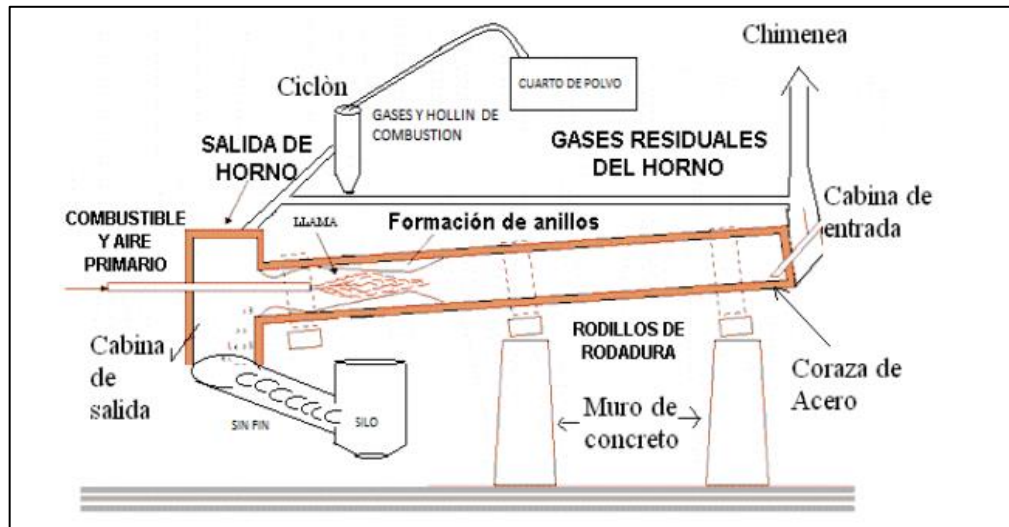 Chimenea
CUARTO DE POLVO
Ciclòn
GASES Y HOLLIN DE
COMBUSTION
SALIDA DE
HORNO
GASES RESIDUALES
DEL HORNO
Cabina de
entrada
COMBUSTIBLE
Y AIRE
PRIMARIO
LLAMA
Formación de anillos
RODILLOS DE
RODADURA
Cabina
de
salida
Coraza de
Acero
Muro de
concreto
SIN FIN
SILO